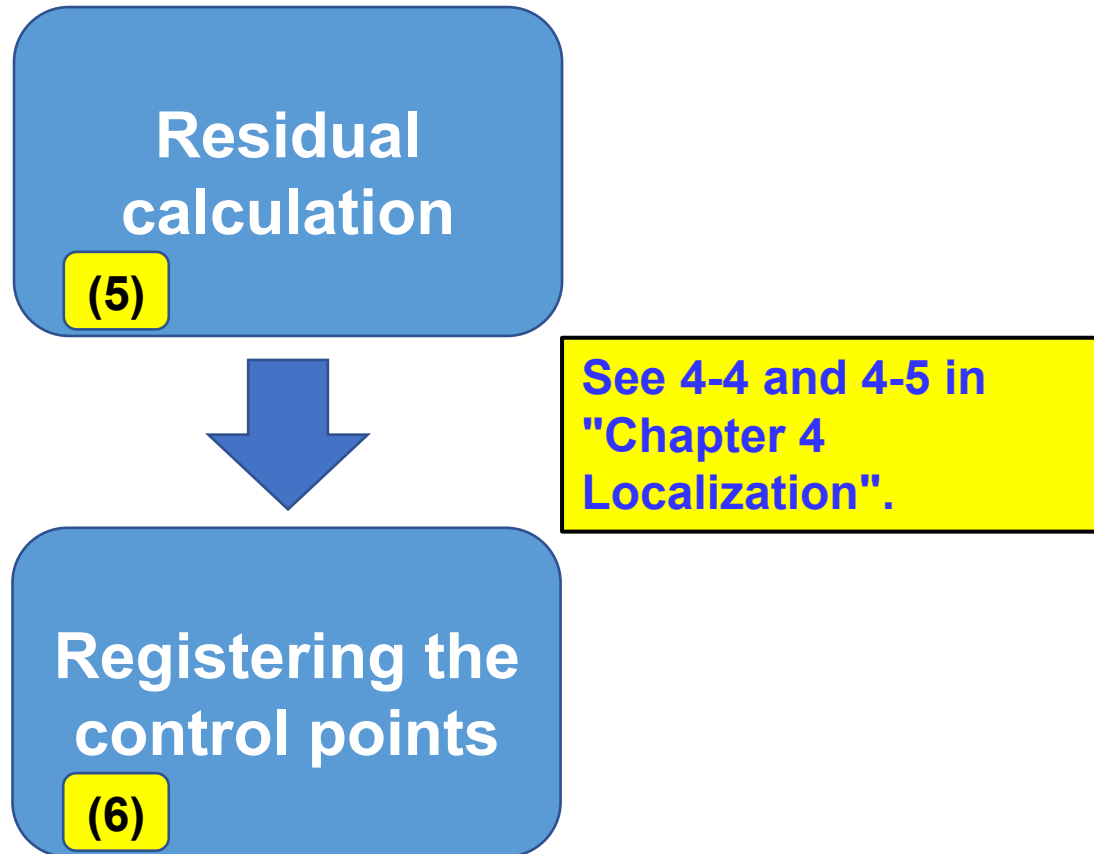 Residual
calculation
(5)
See 4-4 and 4-5 in
"Chapter 4
Localization".
Registering the
control points
(6)